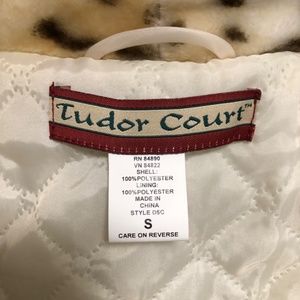 Tudor Court™
RN 84890
VN 84822
SHELL:
100%POLYESTER
LINING:
100%POLYESTER
MADE IN
CHINA
STYLE DSC
S
CARE ON REVERSE